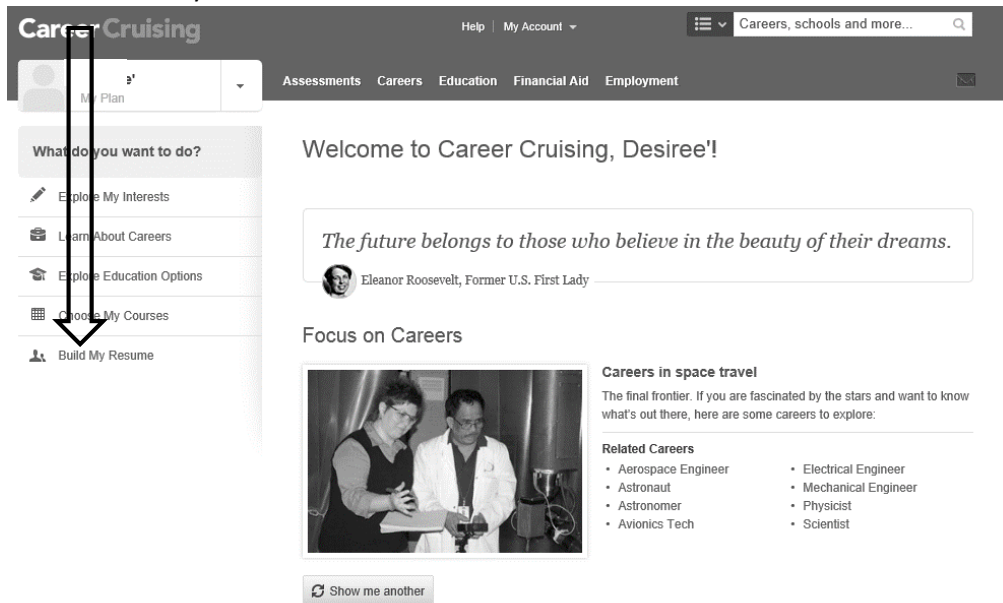 Career Cruising
Help | My Account
Careers, schools and more...
e'
My Plan
Assessments Careers Education Financial Aid Employment
What do you want to do?
Explore My Interests
Learn About Careers
Explore Education Options
Choose My Courses
Build My Resume
Welcome to Career Cruising, Desiree'!
The future belongs to those who believe in the beauty of their dreams.
Eleanor Roosevelt, Former U.S. First Lady
Focus on Careers
Careers in space travel
The final frontier. If you are fascinated by the stars and want to know
what's out there, here are some careers to explore:
Related Careers
• Aerospace Engineer
• Astronaut
• Astronomer
• Avionics Tech
• Electrical Engineer
• Mechanical Engineer
• Physicist
• Scientist
Show me another